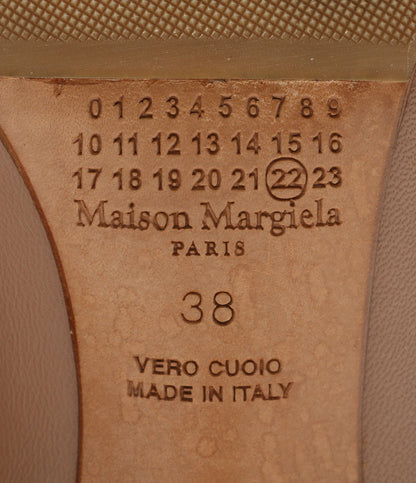 0 1 2 3 4 5 6 7 8 9
10 11 12 13 14 15 16
17 18 19 20 21 22 23
Maison Margiela
PARIS
38
VERO CUOIO
MADE IN ITALY